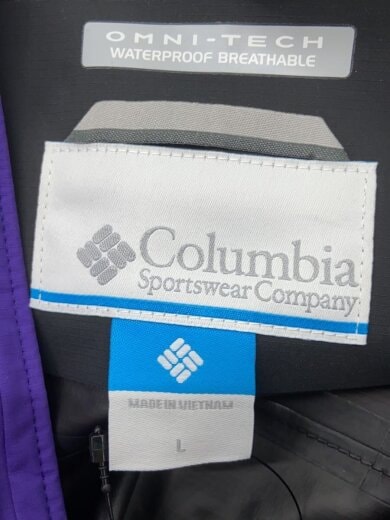 OMNI-TECH
WATERPROOF BREATHABLE
Columbia
Sportswear Company
MADE IN VIETNAM
L